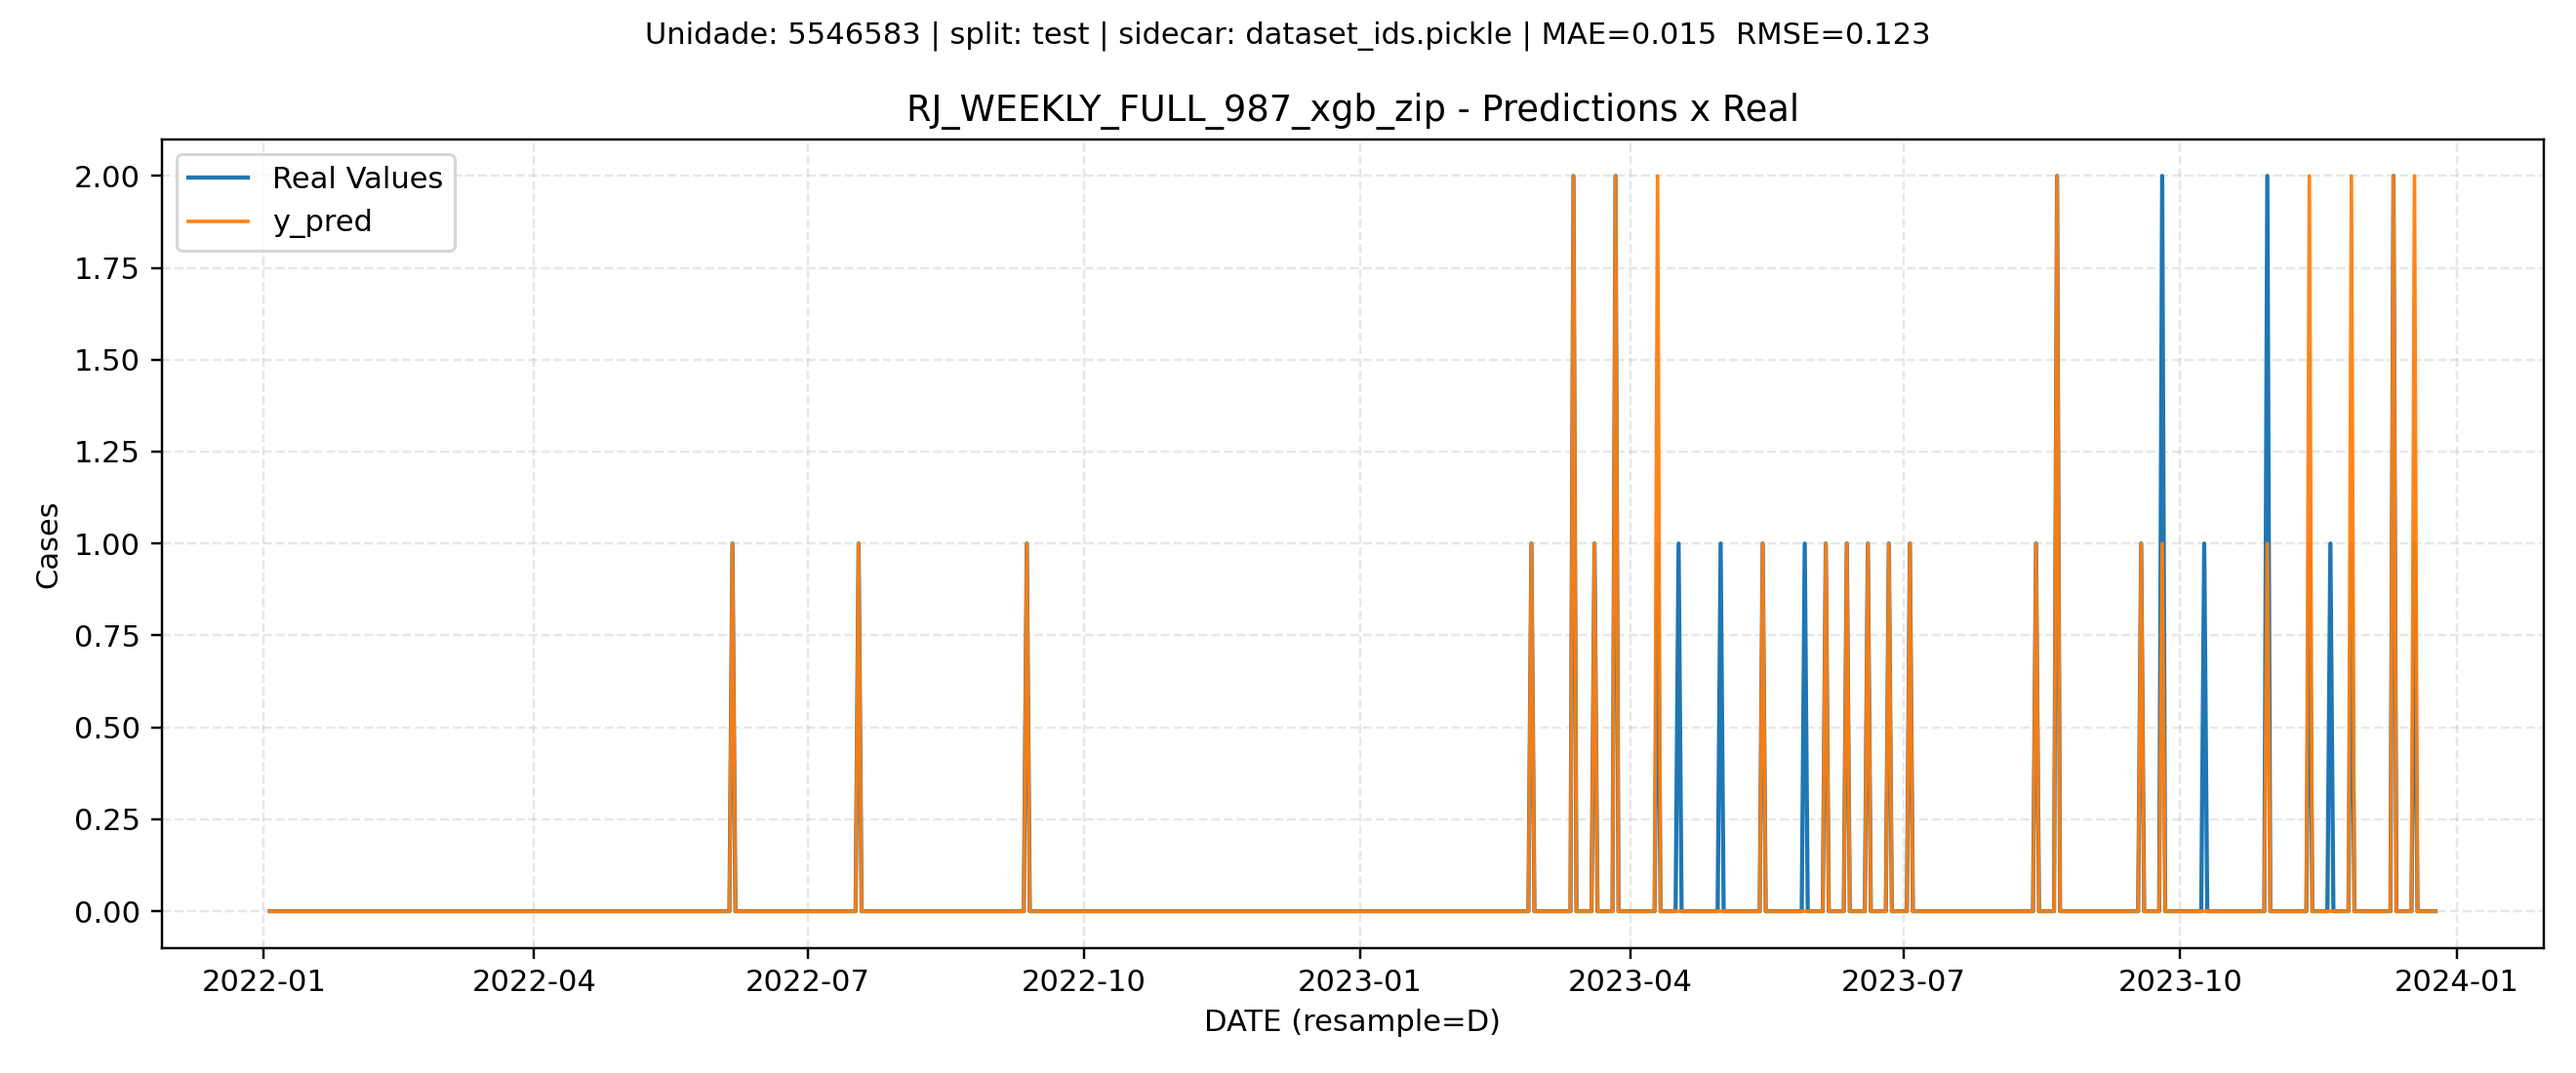 Unidade: 5546583 | split: test | sidecar: dataset_ids.pickle | MAE=0.015  RMSE=0.123
RJ_WEEKLY_FULL_987_xgb_zip - Predictions x Real
Real Values
y_pred
2.00
1.75
1.50
1.25
1.00
0.75
0.50
0.25
0.00
Cases
2022-01 2022-04 2022-07 2022-10 2023-01 2023-04 2023-07 2023-10 2024-01
DATE (resample=D)